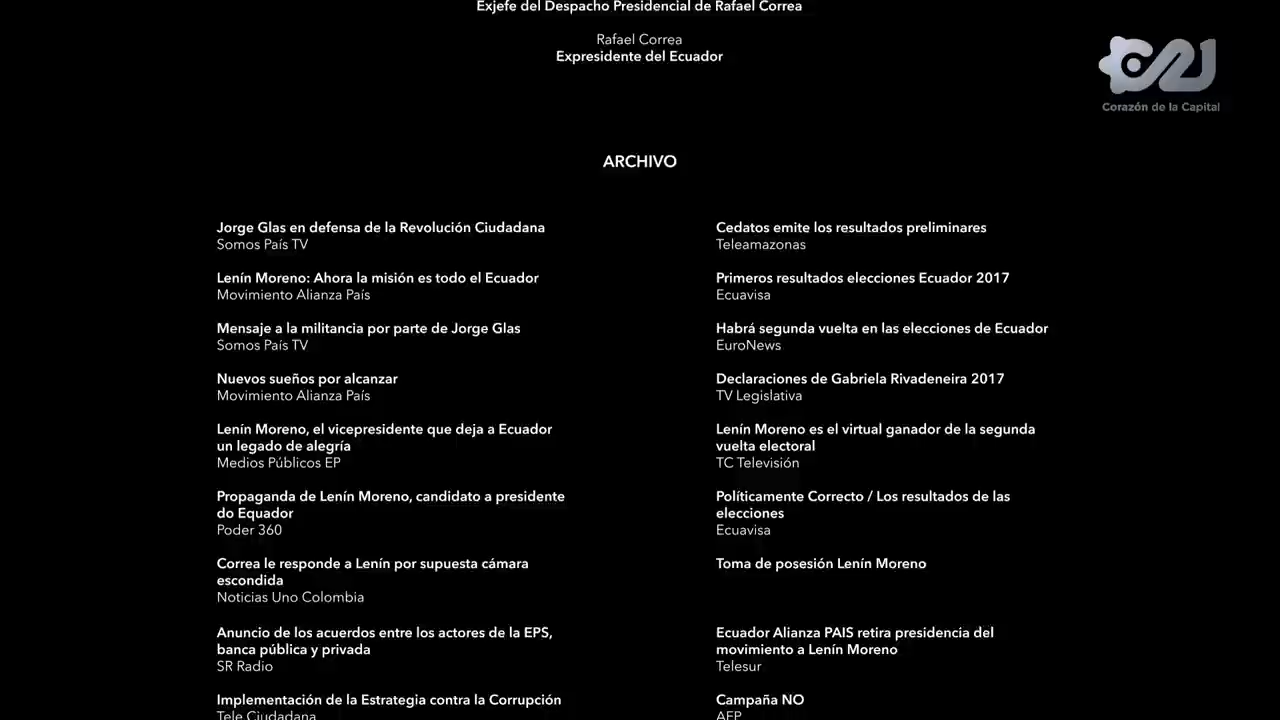 Exjefe del Despacho Presidencial de Rafael Correa
Rafael Correa
Expresidente del Ecuador
Corazón de la Capital
ARCHIVO
Jorge Glas en defensa de la Revolución Ciudadana
Somos País TV
Lenín Moreno: Ahora la misión es todo el Ecuador
Movimiento Alianza País
Mensaje a la militancia por parte de Jorge Glas
Somos País TV
Nuevos sueños por alcanzar
Movimiento Alianza País
Lenín Moreno, el vicepresidente que deja a Ecuador
un legado de alegría
Medios Públicos EP
Propaganda de Lenín Moreno, candidato a presidente
do Equador
Poder 360
Correa le responde a Lenín por supuesta cámara
escondida
Noticias Uno Colombia
Anuncio de los acuerdos entre los actores de la EPS,
banca pública y privada
SR Radio
Implementación de la Estrategia contra la Corrupción
Tele Ciudadana
Cedatos emite los resultados preliminares
Teleamazonas
Primeros resultados elecciones Ecuador 2017
Ecuavisa
Habrá segunda vuelta en las elecciones de Ecuador
EuroNews
Declaraciones de Gabriela Rivadeneira 2017
TV Legislativa
Lenín Moreno es el virtual ganador de la segunda
vuelta electoral
TC Televisión
Políticamente Correcto / Los resultados de las
elecciones
Ecuavisa
Toma de posesión Lenín Moreno
Ecuador Alianza PAIS retira presidencía del
movimiento a Lenín Moreno
Telesur
Campaña NO